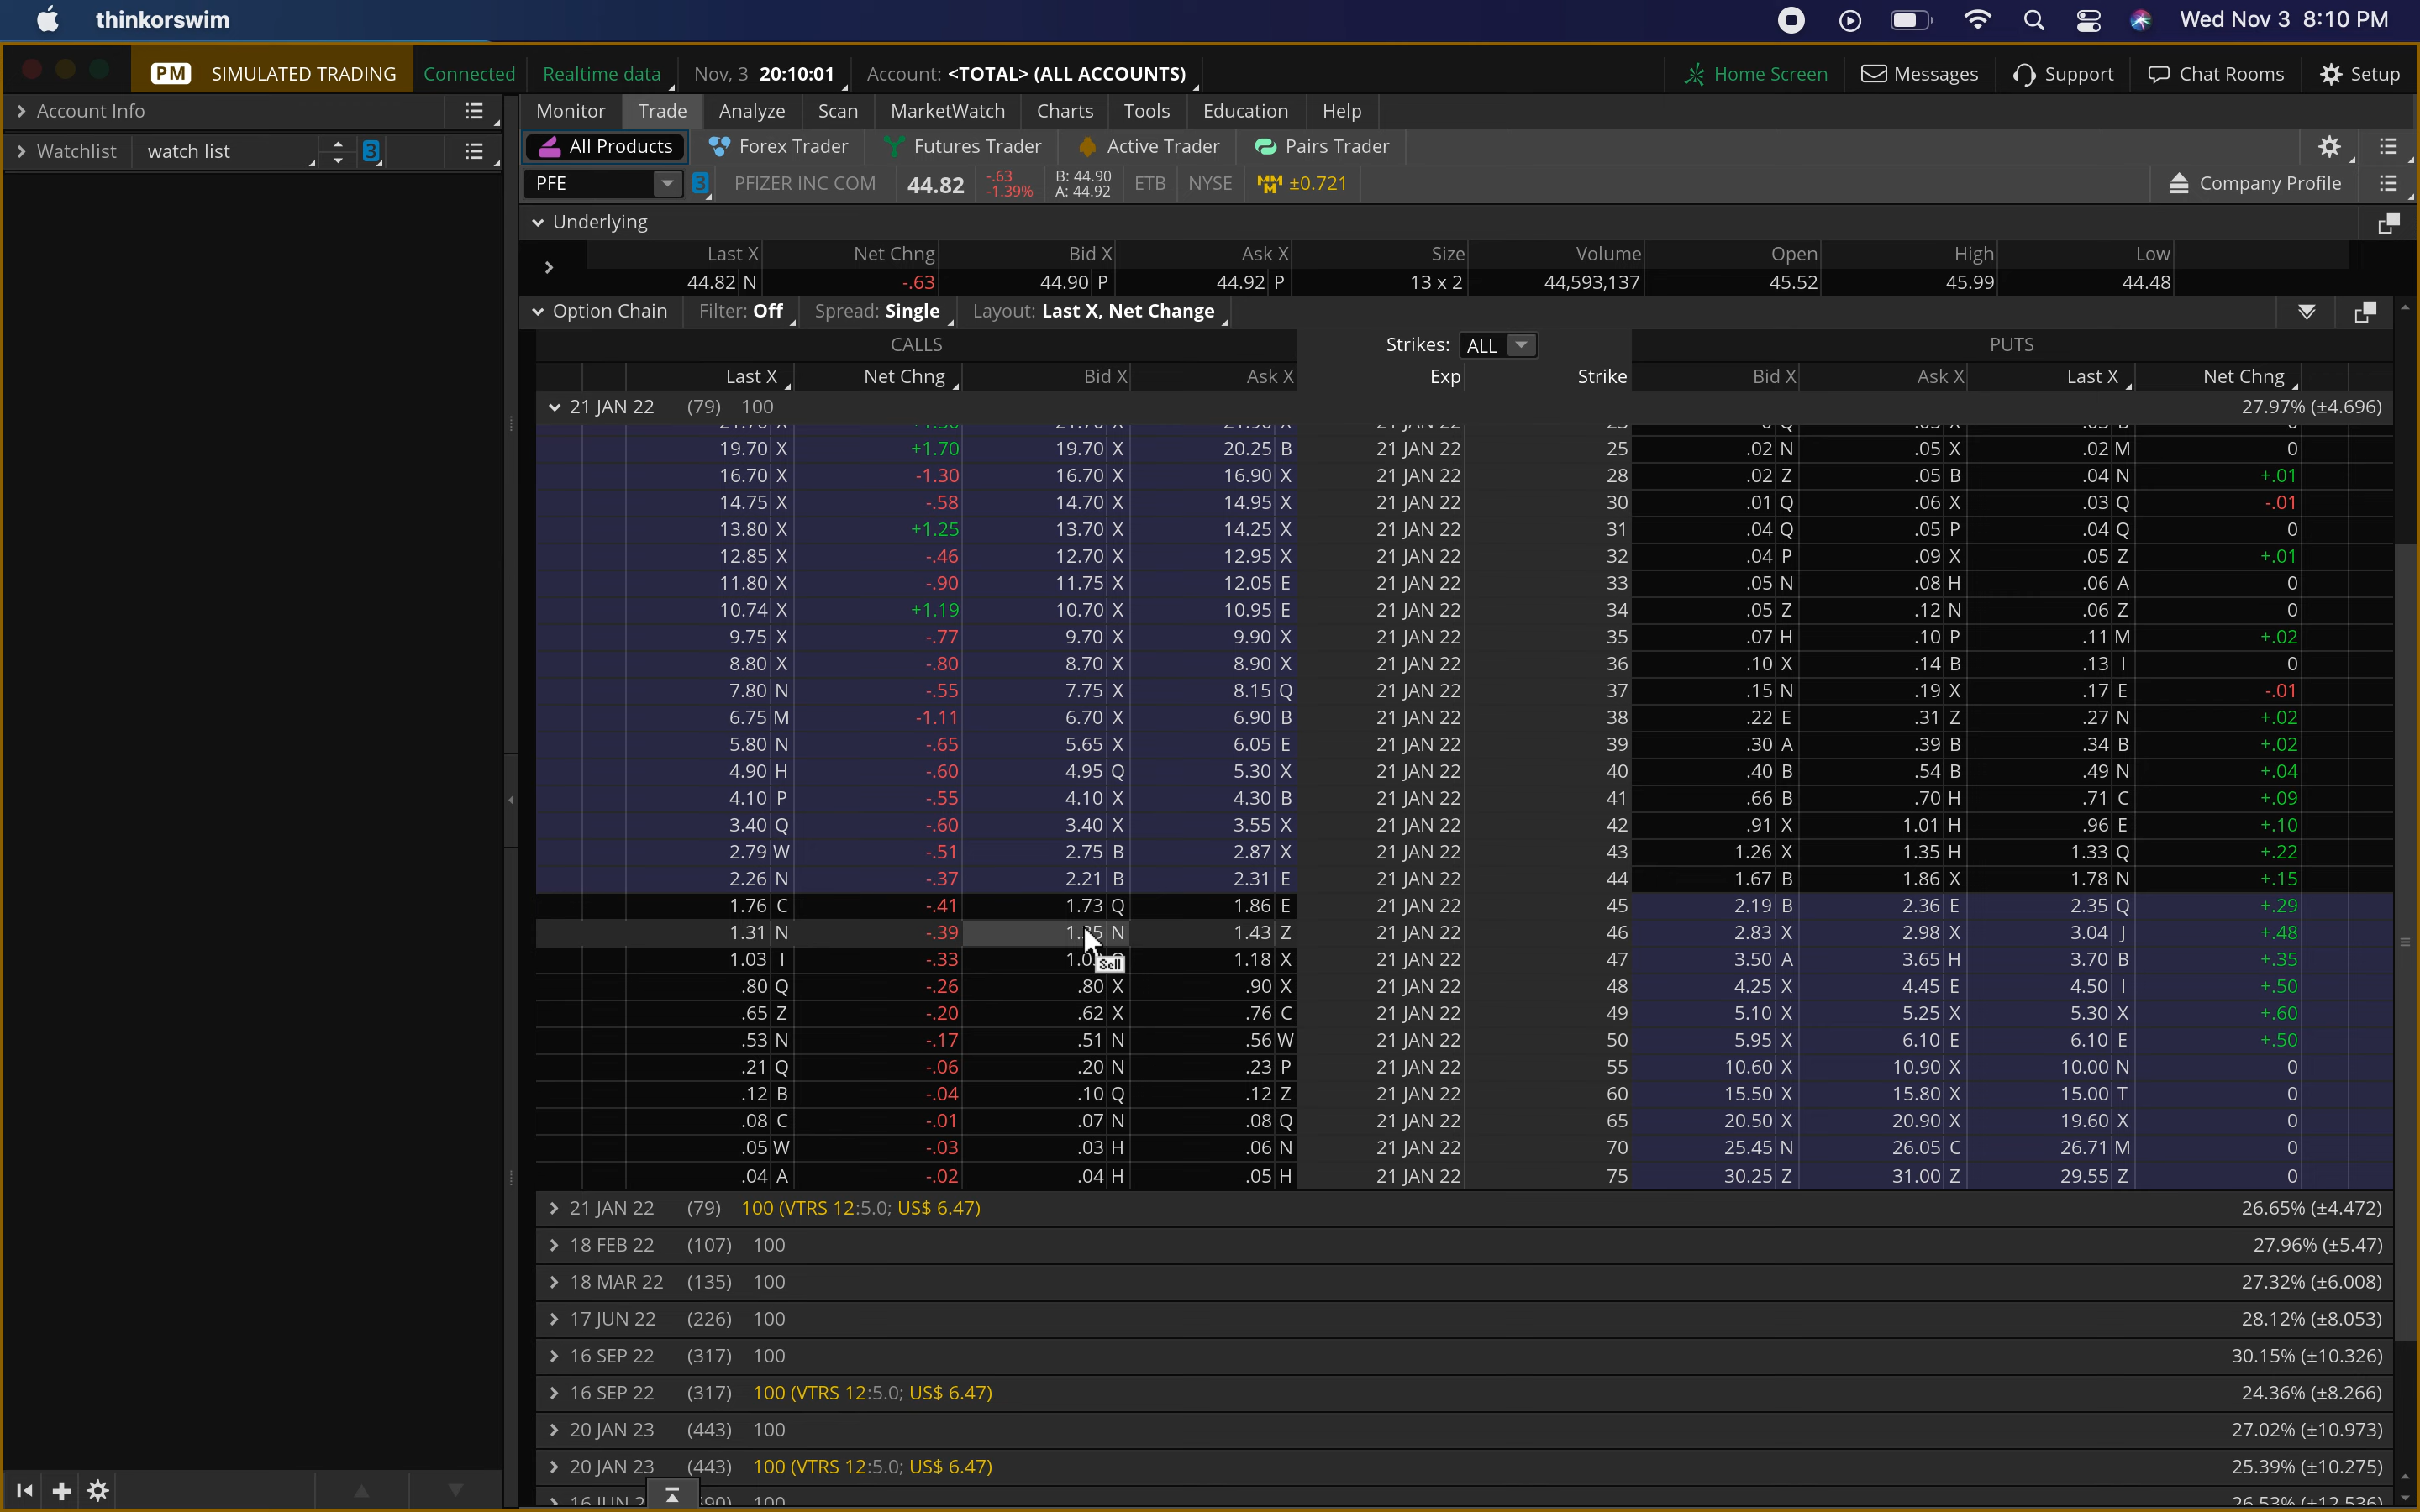 thinkorswim Wed Nov 3 8:10 PM
PM SIMULATED TRADING Connected Realtime data Nov, 3 20:10:01 Account: <TOTAL> (ALL ACCOUNTS) Home Screen Messages Support Chat Rooms Setup
Account Info Monitor Trade Analyze Scan MarketWatch Charts Tools Education Help
Watchlist watch list 3 All Products Forex Trader Futures Trader Active Trader Pairs Trader
PFE 3 PFIZER INC COM 44.82 -.63 -1.39% B: 44.90 A: 44.92 ETB NYSE ±0.721 Company Profile
Underlying
Last X Net Chng Bid X Ask X Size Volume Open High Low
44.82 N -.63 44.90 P 44.92 P 13 x 2 44,593,137 45.52 45.99 44.48
Option Chain Filter: Off Spread: Single Layout: Last X, Net Change
CALLS Strikes: ALL PUTS
Last X Net Chng Bid X Ask X Exp Strike Bid X Ask X Last X Net Chng
21 JAN 22 (79) 100 27.97% (±4.696)
19.70 X +1.70 19.70 X 20.25 B 21 JAN 22 25 .02 N .05 X .02 M 0
16.70 X -1.30 16.70 X 16.90 X 21 JAN 22 28 .02 Z .05 B .04 N +.01
14.75 X -.58 14.70 X 14.95 X 21 JAN 22 30 .01 Q .06 X .03 Q -.01
13.80 X +1.25 13.70 X 14.25 X 21 JAN 22 31 .04 Q .05 P .04 Q 0
12.85 X -.46 12.70 X 12.95 X 21 JAN 22 32 .04 P .09 X .05 Z +.01
11.80 X -.90 11.75 X 12.05 E 21 JAN 22 33 .05 N .08 H .06 A 0
10.74 X +1.19 10.70 X 10.95 E 21 JAN 22 34 .05 Z .12 N .06 Z 0
9.75 X -.77 9.70 X 9.90 X 21 JAN 22 35 .07 H .10 P .11 M +.02
8.80 X -.80 8.70 X 8.90 X 21 JAN 22 36 .10 X .14 B .13 I 0
7.80 N -.55 7.75 X 8.15 Q 21 JAN 22 37 .15 N .19 X .17 E -.01
6.75 M -1.11 6.70 X 6.90 B 21 JAN 22 38 .22 E .31 Z .27 N +.02
5.80 N -.65 5.65 X 6.05 E 21 JAN 22 39 .30 A .39 B .34 B +.02
4.90 H -.60 4.95 Q 5.30 X 21 JAN 22 40 .40 B .54 B .49 N +.04
4.10 P -.55 4.10 X 4.30 B 21 JAN 22 41 .66 B .70 H .71 C +.09
3.40 Q -.60 3.40 X 3.55 X 21 JAN 22 42 .91 X 1.01 H .96 E +.10
2.79 W -.51 2.75 B 2.87 X 21 JAN 22 43 1.26 X 1.35 H 1.33 Q +.22
2.26 N -.37 2.21 B 2.31 E 21 JAN 22 44 1.67 B 1.86 X 1.78 N +.15
1.76 C -.41 1.73 Q 1.86 E 21 JAN 22 45 2.19 B 2.36 E 2.35 Q +.29
1.31 N -.39 N 1.43 Z 21 JAN 22 46 2.83 X 2.98 X 3.04 J +.48
1.03 I -.33 Sell 1.18 X 21 JAN 22 47 3.50 A 3.65 H 3.70 B +.35
.80 Q -.26 .80 X .90 X 21 JAN 22 48 4.25 X 4.45 E 4.50 I +.50
.65 Z -.20 .62 X .76 C 21 JAN 22 49 5.10 X 5.25 X 5.30 X +.60
.53 N -.17 .51 N .56 W 21 JAN 22 50 5.95 X 6.10 E 6.10 E +.50
.21 Q -.06 .20 N .23 P 21 JAN 22 55 10.60 X 10.90 X 10.00 N 0
.12 B -.04 .10 Q .12 Z 21 JAN 22 60 15.50 X 15.80 X 15.00 T 0
.08 C -.01 .07 N .08 Q 21 JAN 22 65 20.50 X 20.90 X 19.60 X 0
.05 W -.03 .03 H .06 N 21 JAN 22 70 25.45 N 26.05 C 26.71 M 0
.04 A -.02 .04 H .05 H 21 JAN 22 75 30.25 Z 31.00 Z 29.55 Z 0
21 JAN 22 (79) 100 (VTRS 12:5.0; US$ 6.47) 26.65% (±4.472)
18 FEB 22 (107) 100 27.96% (±5.47)
18 MAR 22 (135) 100 27.32% (±6.008)
17 JUN 22 (226) 100 28.12% (±8.053)
16 SEP 22 (317) 100 30.15% (±10.326)
16 SEP 22 (317) 100 (VTRS 12:5.0; US$ 6.47) 24.36% (±8.266)
20 JAN 23 (443) 100 27.02% (±10.973)
20 JAN 23 (443) 100 (VTRS 12:5.0; US$ 6.47) 25.39% (±10.275)